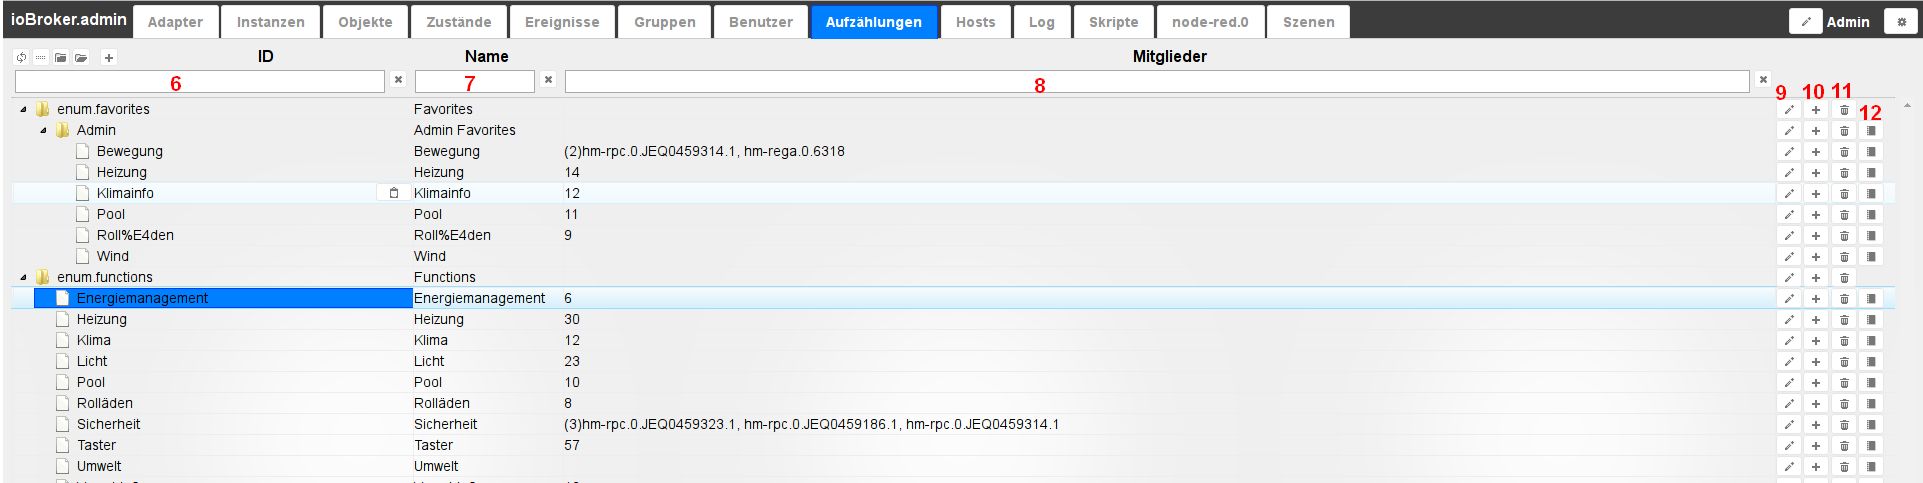 ioBroker.admin Adapter Instanzen Objekte Zustände Ereignisse Gruppen Benutzer Aufzählungen Hosts Log Skripte node-red.0 Szenen Admin
ID Name Mitglieder
6 7 8
9 10 11
enum.favorites Favorites
12
Admin Admin Favorites
Bewegung Bewegung (2)hm-rpc.0.JEQ0459314.1, hm-rega.0.6318
Heizung Heizung 14
Klimainfo Klimainfo 12
Pool Pool 11
Roll%E4den Roll%E4den 9
Wind Wind
enum.functions Functions
Energiemanagement Energiemanagement 6
Heizung Heizung 30
Klima Klima 12
Licht Licht 23
Pool Pool 10
Rolläden Rolläden 8
Sicherheit Sicherheit (3)hm-rpc.0.JEQ0459323.1, hm-rpc.0.JEQ0459186.1, hm-rpc.0.JEQ0459314.1
Taster Taster 57
Umwelt Umwelt